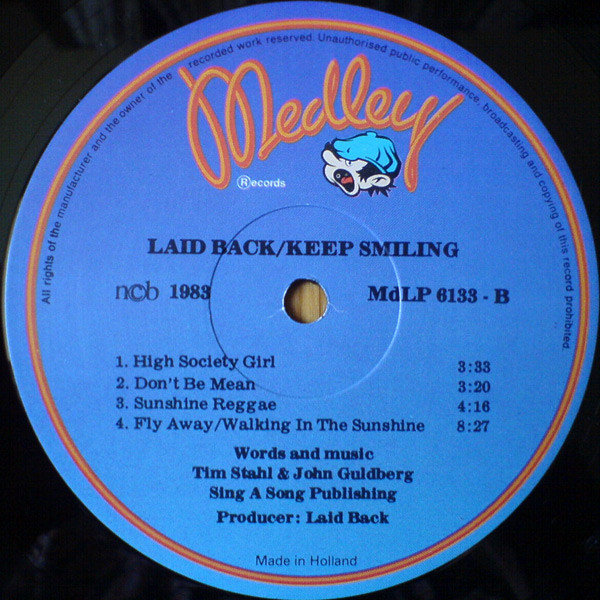 All rights of the manufacturer and the owner of the recorded work reserved. Unauthorised public performance, broadcasting and copying of this record prohibited.
Medley
®ecords
LAID BACK/KEEP SMILING
n©b 1983 MdLP 6133 - B
1. High Society Girl 3:33
2. Don't Be Mean 3:20
3. Sunshine Reggae 4:16
4. Fly Away/Walking In The Sunshine 8:27
Words and music
Tim Stahl & John Guldberg
Sing A Song Publishing
Producer: Laid Back
Made in Holland